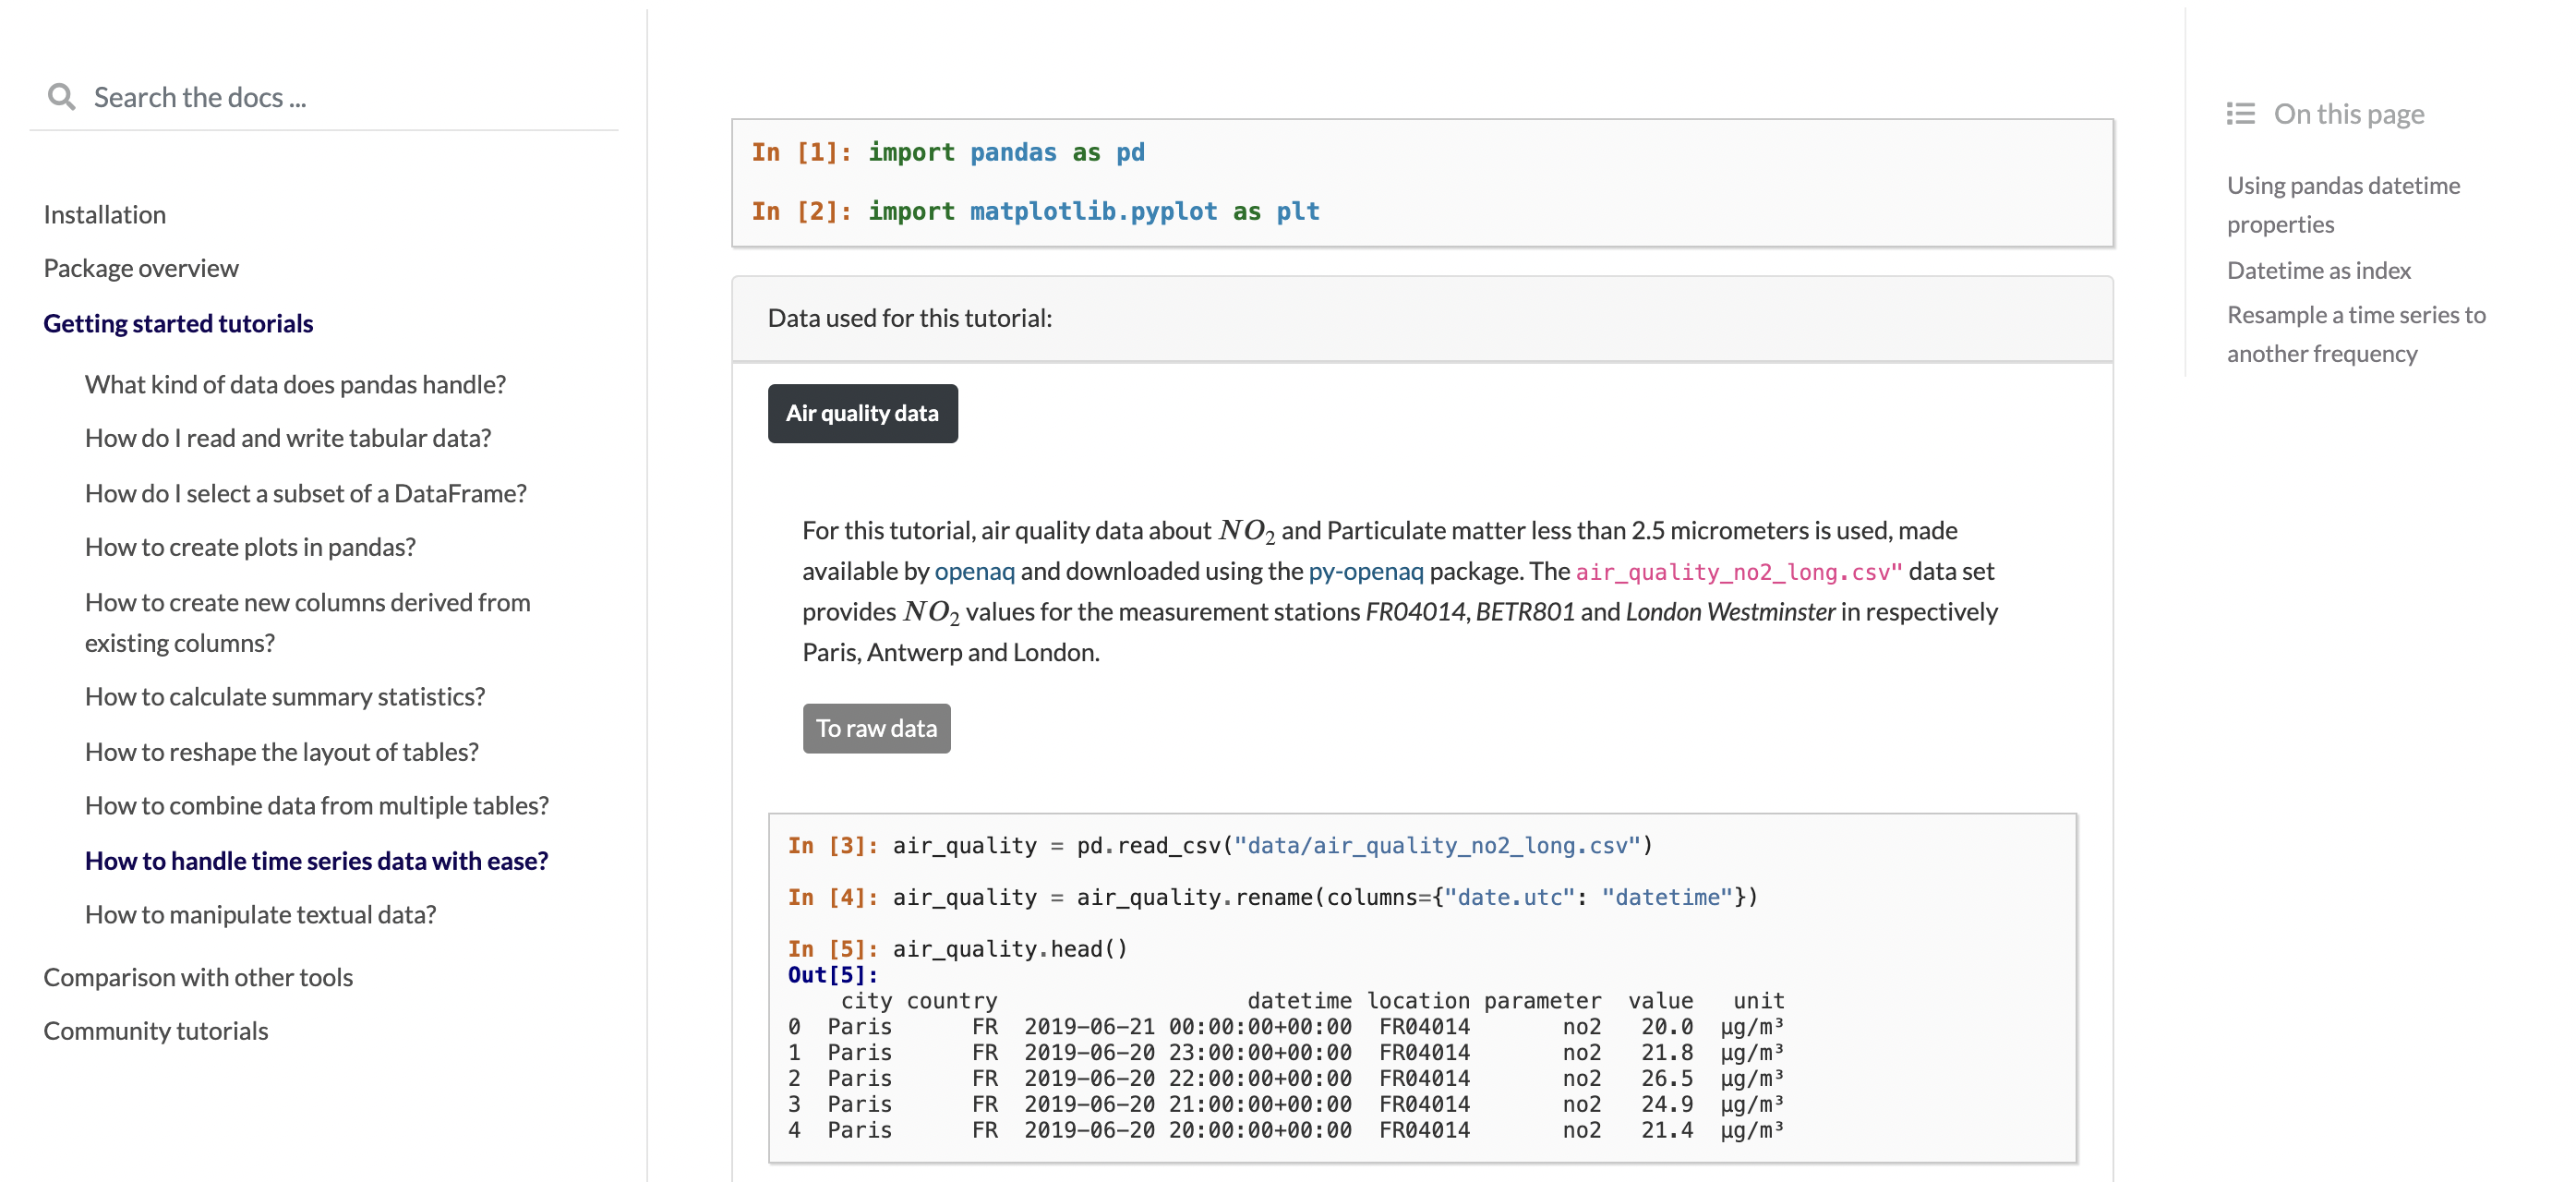 Search the docs ...
Installation
Package overview
Getting started tutorials
What kind of data does pandas handle?
How do I read and write tabular data?
How do I select a subset of a DataFrame?
How to create plots in pandas?
How to create new columns derived from
existing columns?
How to calculate summary statistics?
How to reshape the layout of tables?
How to combine data from multiple tables?
How to handle time series data with ease?
How to manipulate textual data?
Comparison with other tools
Community tutorials
In [1]: import pandas as pd
In [2]: import matplotlib.pyplot as plt
Data used for this tutorial:
Air quality data
For this tutorial, air quality data about NO₂ and Particulate matter less than 2.5 micrometers is used, made
available by openaq and downloaded using the py-openaq package. The air_quality_no2_long.csv" data set
provides NO₂ values for the measurement stations FR04014, BETR801 and London Westminster in respectively
Paris, Antwerp and London.
To raw data
In [3]: air_quality = pd.read_csv("data/air_quality_no2_long.csv")
In [4]: air_quality = air_quality.rename(columns={"date.utc": "datetime"})
In [5]: air_quality.head()
Out[5]:
city country datetime location parameter value unit
0 Paris FR 2019-06-21 00:00:00+00:00 FR04014 no2 20.0 µg/m³
1 Paris FR 2019-06-20 23:00:00+00:00 FR04014 no2 21.8 µg/m³
2 Paris FR 2019-06-20 22:00:00+00:00 FR04014 no2 26.5 µg/m³
3 Paris FR 2019-06-20 21:00:00+00:00 FR04014 no2 24.9 µg/m³
4 Paris FR 2019-06-20 20:00:00+00:00 FR04014 no2 21.4 µg/m³
On this page
Using pandas datetime
properties
Datetime as index
Resample a time series to
another frequency